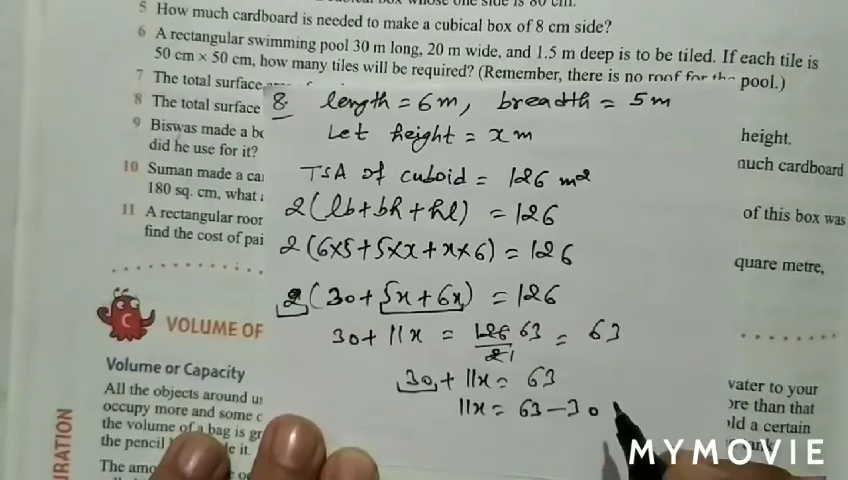 5 How much cardboard is needed to make a cubical box of 8 cm side?
6 A rectangular swimming pool 30 m long, 20 m wide, and 1.5 m deep is to be tiled. If each tile is
50 cm × 50 cm, how many tiles will be required? (Remember, there is no roof for the pool.)
7 The total surface
8 The total surface
height.
9 Biswas made a
did he use for it?
much cardboard
10 Suman made a
180 sq. cm, what
of this box was
11 A rectangular
find the cost of
quare metre,
8. length = 6m, breadth = 5m
Let height = x m
TSA of cuboid = 126 m²
2(lb+bh+hl) = 126
2(6×5+5×x+x×6) = 126
2(30+5x+6x) = 126
30+11x = 126 63 / 2 1 = 63
30+11x = 63
11x = 63-30
C VOLUME OF
Volume or Capacity
All the objects around us
occupy more and some
the volume of a bag is
the pencil
it.
The
water to your
ore than that
old a certain
URATION
MYMOVIE